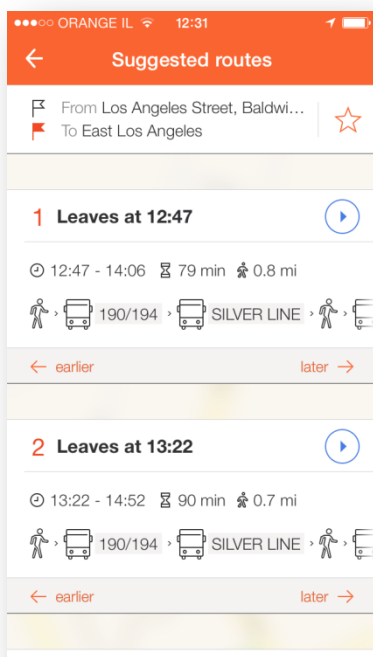 ORANGE IL 12:31
Suggested routes
From Los Angeles Street, Baldwi...
To East Los Angeles
1 Leaves at 12:47
12:47 - 14:06 79 min 0.8 mi
190/194 › SILVER LINE ›
← earlier later →
2 Leaves at 13:22
13:22 - 14:52 90 min 0.7 mi
190/194 › SILVER LINE ›
← earlier later →